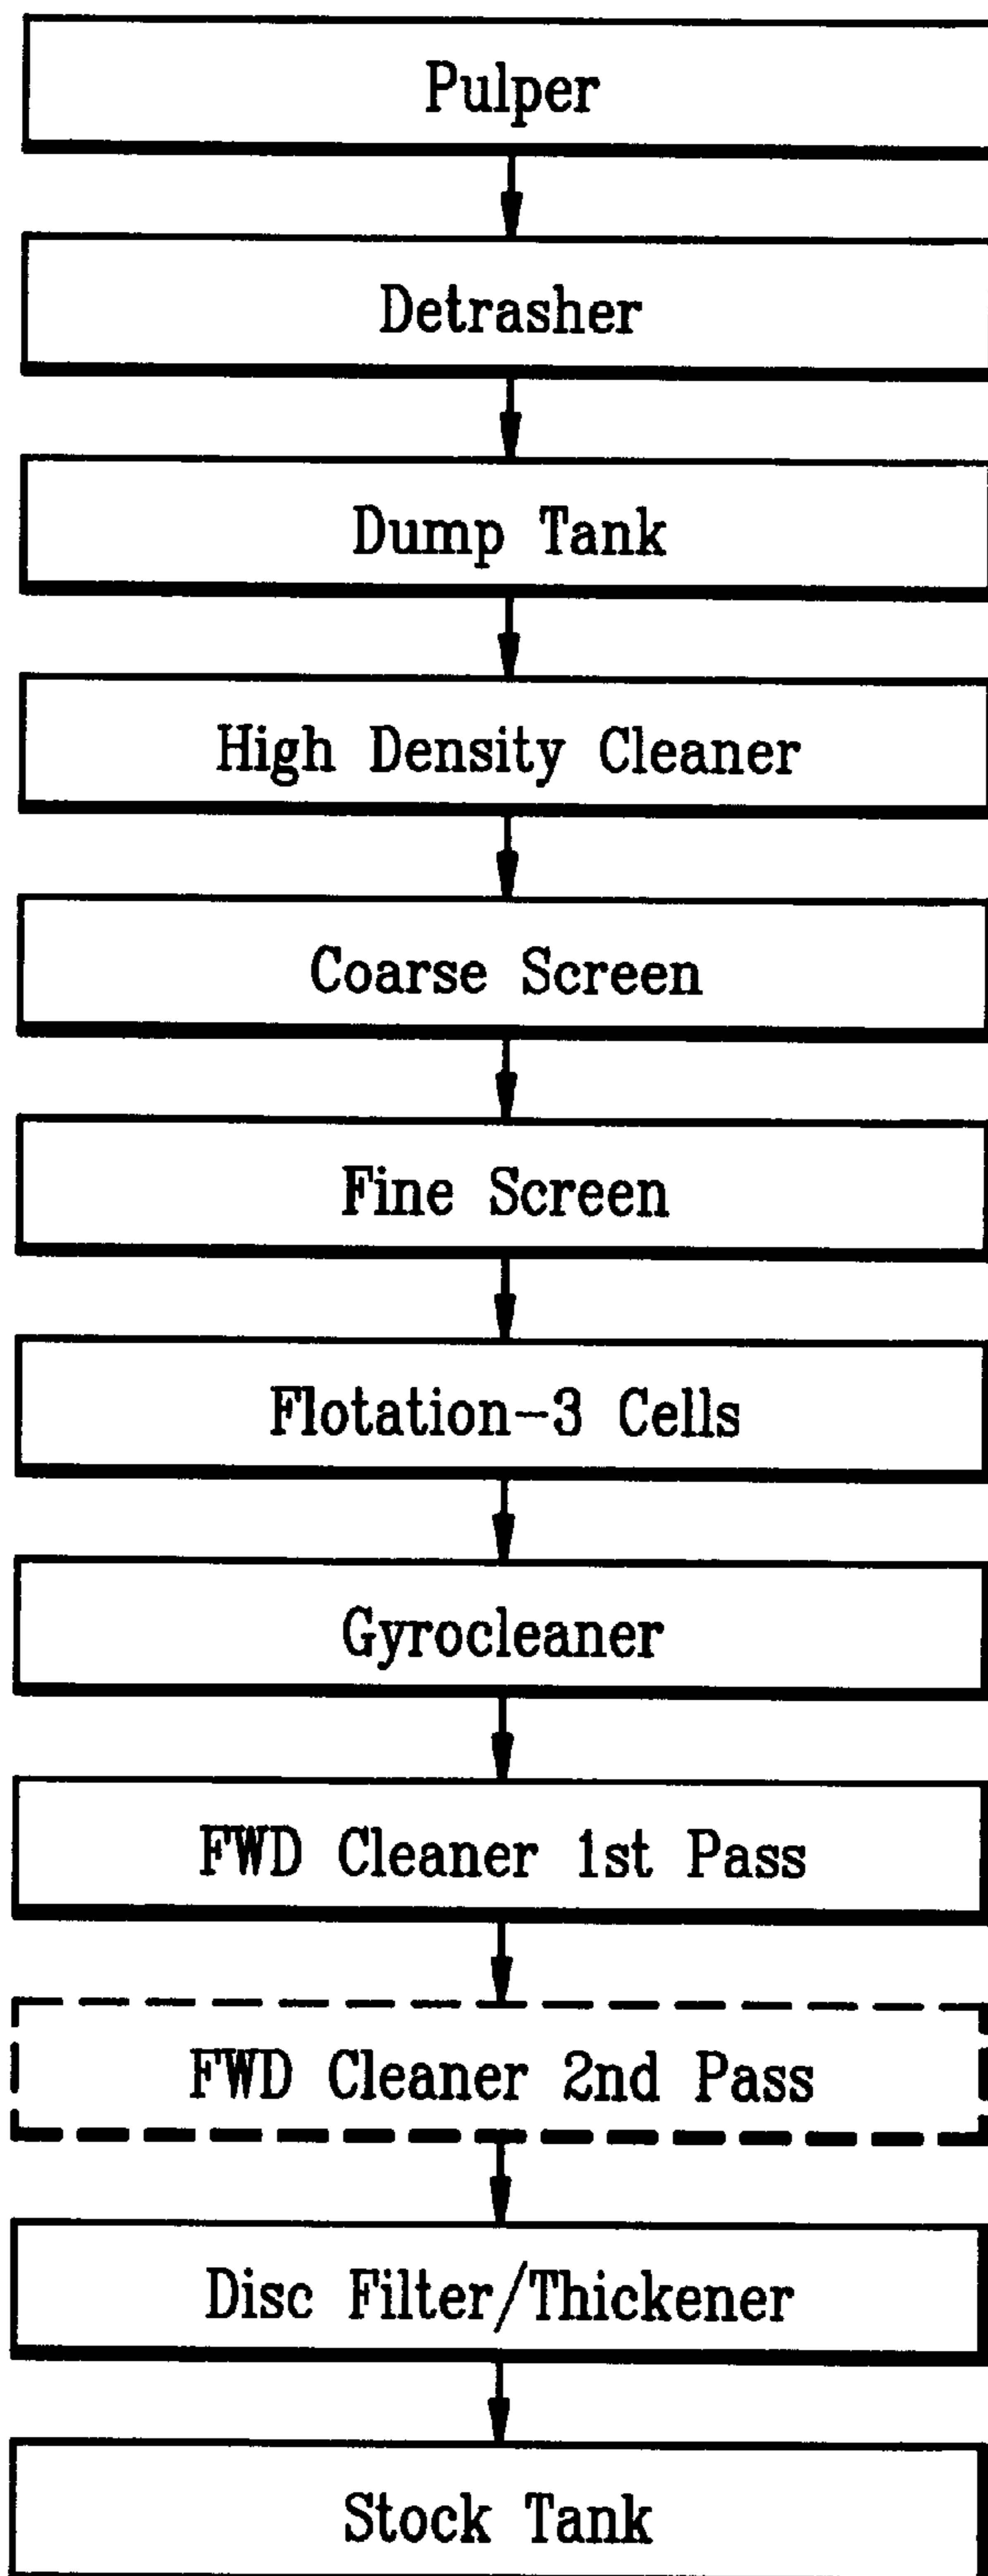 Pulper
Detrasher
Dump Tank
High Density Cleaner
Coarse Screen
Fine Screen
Flotation-3 Cells
Gyrocleaner
FWD Cleaner 1st Pass
FWD Cleaner 2nd Pass
Disc Filter/Thickener
Stock Tank